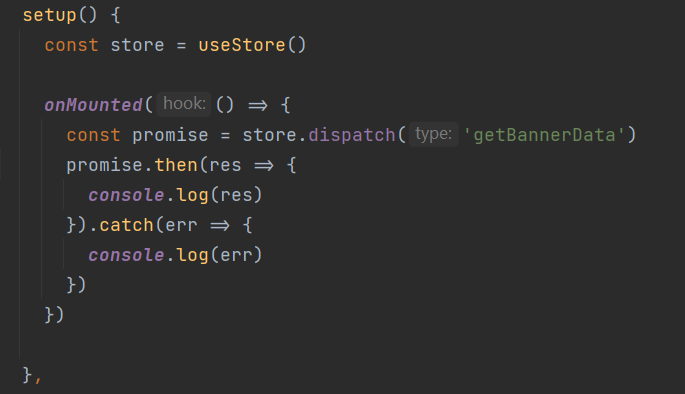 setup() {
const store = useStore()
onMounted( hook: () => {
const promise = store.dispatch( type: 'getBannerData')
promise.then(res => {
console.log(res)
}).catch(err => {
console.log(err)
})
})
},